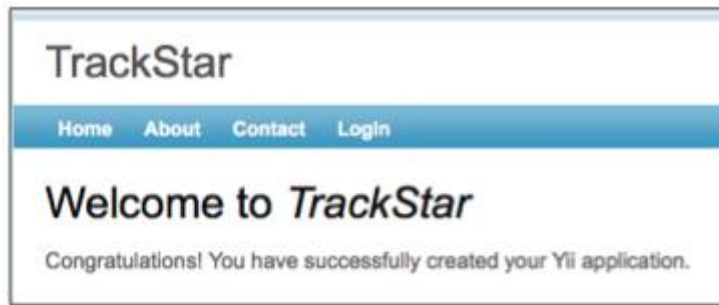 TrackStar
Home About Contact Login
Welcome to TrackStar
Congratulations! You have successfully created your Yii application.